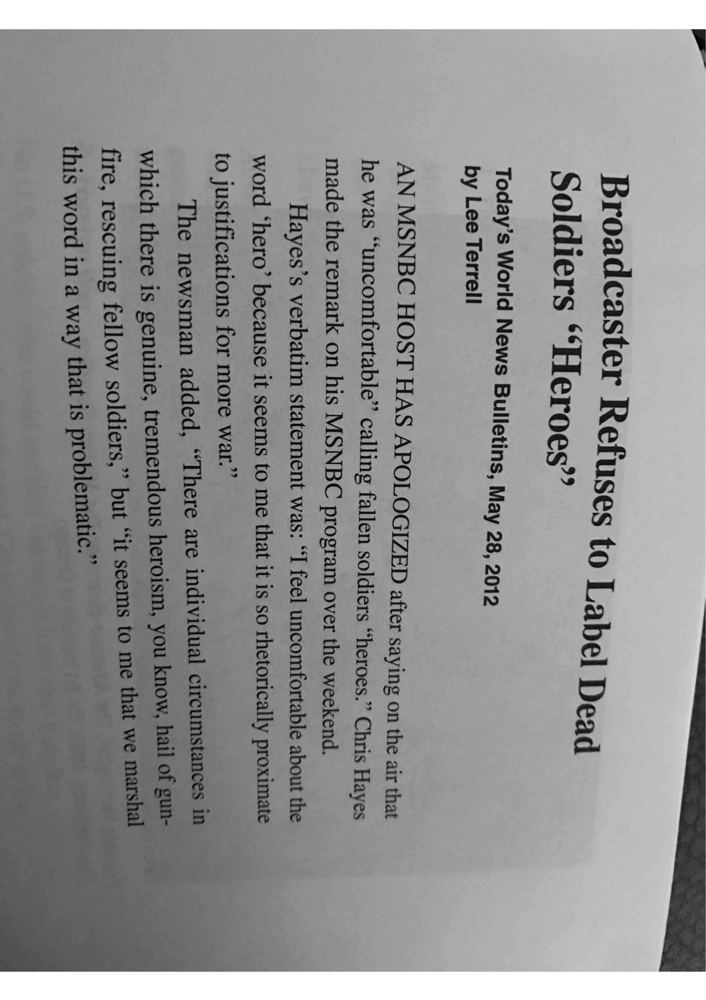 Broadcaster Refuses to Label Dead
Soldiers “Heroes”
Today’s World News Bulletins, May 28, 2012
by Lee Terrell
AN MSNBC HOST HAS APOLOGIZED after saying on the air that
he was “uncomfortable” calling fallen soldiers “heroes.” Chris Hayes
made the remark on his MSNBC program over the weekend.
Hayes’s verbatim statement was: “I feel uncomfortable about the
word ‘hero’ because it seems to me that it is so rhetorically proximate
to justifications for more war.”
The newsman added, “There are individual circumstances in
which there is genuine, tremendous heroism, you know, hail of gun-
fire, rescuing fellow soldiers,” but “it seems to me that we marshal
this word in a way that is problematic.”